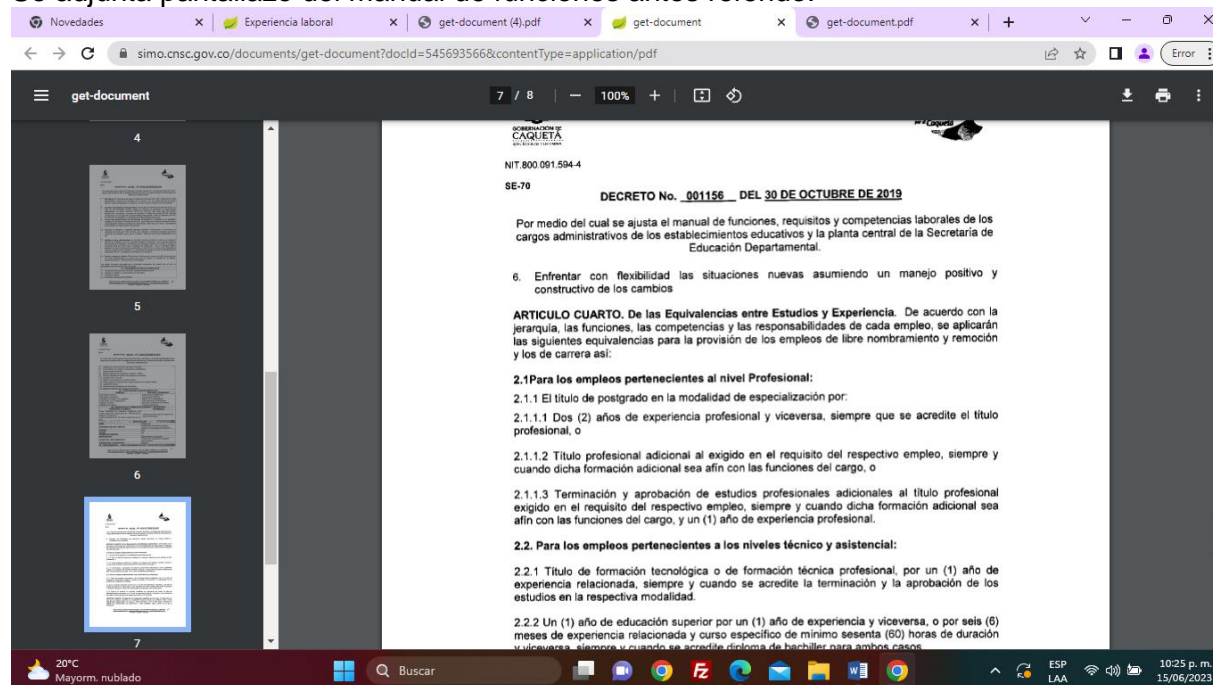 Se adjunta pantallazo del manual de funciones antes referido.
Novedades
Experiencia laboral
get-document (4).pdf
get-document
get-document.pdf
simo.cnsc.gov.co/documents/get-document?docId=545693566&contentType=application/pdf
Error
get-document
7 / 8
100%
4
5
6
7
GOBERNACION DE
CAQUETÁ
NIT.800.091.594-4
SE-70
DECRETO No. 001156 DEL 30 DE OCTUBRE DE 2019
Por medio del cual se ajusta el manual de funciones, requisitos y competencias laborales de los
cargos administrativos de los establecimientos educativos y la planta central de la Secretaría de
Educación Departamental.
6. Enfrentar con flexibilidad las situaciones nuevas asumiendo un manejo positivo y
constructivo de los cambios
ARTICULO CUARTO. De las Equivalencias entre Estudios y Experiencia. De acuerdo con la
jerarquía, las funciones, las competencias y las responsabilidades de cada empleo, se aplicarán
las siguientes equivalencias para la provisión de los empleos de libre nombramiento y remoción
y los de carrera así:
2.1Para los empleos pertenecientes al nivel Profesional:
2.1.1 El título de postgrado en la modalidad de especialización por:
2.1.1.1 Dos (2) años de experiencia profesional y viceversa, siempre que se acredite el título
profesional, o
2.1.1.2 Título profesional adicional al exigido en el requisito del respectivo empleo, siempre y
cuando dicha formación adicional sea afín con las funciones del cargo, o
2.1.1.3 Terminación y aprobación de estudios profesionales adicionales al título profesional
exigido en el requisito del respectivo empleo, siempre y cuando dicha formación adicional sea
afín con las funciones del cargo, y un (1) año de experiencia profesional.
2.2. Para los empleos pertenecientes a los niveles técnico y asistencial:
2.2.1 Título de formación tecnológica o de formación técnica profesional, por un (1) año de
experiencia relacionada, siempre y cuando se acredite la terminación y la aprobación de los
estudios en la respectiva modalidad.
2.2.2 Un (1) año de educación superior por un (1) año de experiencia y viceversa, o por seis (6)
meses de experiencia relacionada y curso específico de mínimo sesenta (60) horas de duración
y viceversa, siempre y cuando se acredite diploma de bachiller para ambos casos
20°C
Mayorm. nublado
Buscar
ESP
LAA
10:25 p. m.
15/06/2023